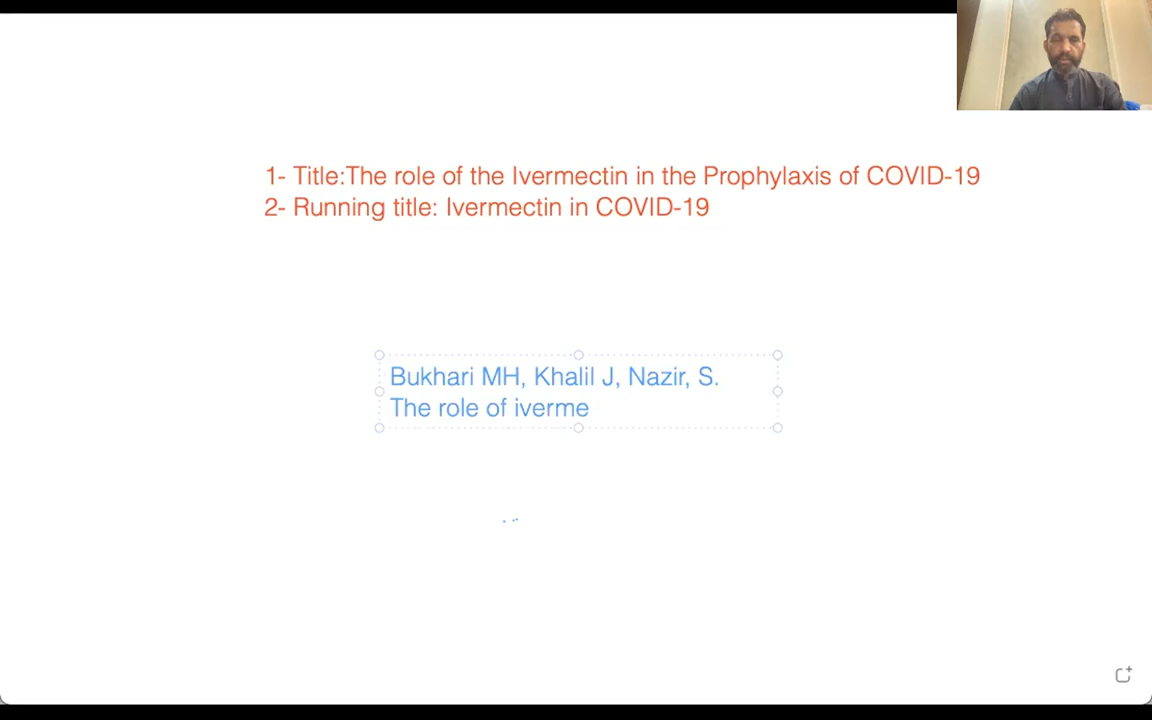 1- Title:The role of the Ivermectin in the Prophylaxis of COVID-19
2- Running title: Ivermectin in COVID-19
Bukhari MH, Khalil J, Nazir, S.
The role of iverme